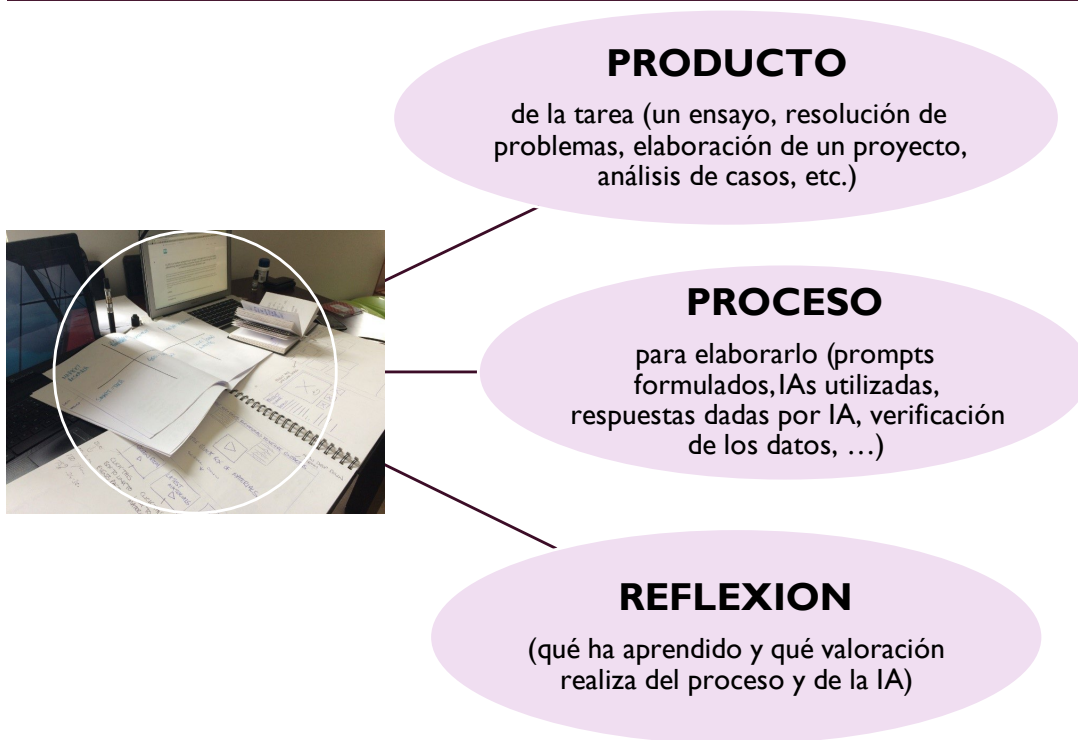 PRODUCTO
de la tarea (un ensayo, resolución de
problemas, elaboración de un proyecto,
análisis de casos, etc.)
PROCESO
para elaborarlo (prompts
formulados, IAs utilizadas,
respuestas dadas por IA, verificación
de los datos, …)
REFLEXION
(qué ha aprendido y qué valoración
realiza del proceso y de la IA)